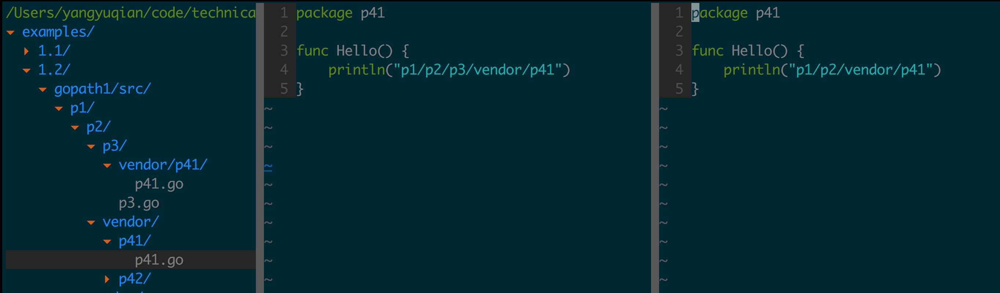 /Users/yangyuqian/code/technica
▾ examples/
▸ 1.1/
▾ 1.2/
▾ gopath1/src/
▾ p1/
▾ p2/
▾ p3/
▾ vendor/p41/
p41.go
p3.go
▾ vendor/
▾ p41/
p41.go
▸ p42/
1 package p41
2
3 func Hello() {
4 println("p1/p2/p3/vendor/p41")
5 }
~
~
~
~
~
~
~
~
~
~
1 package p41
2
3 func Hello() {
4 println("p1/p2/vendor/p41")
5 }
~
~
~
~
~
~
~
~
~
~